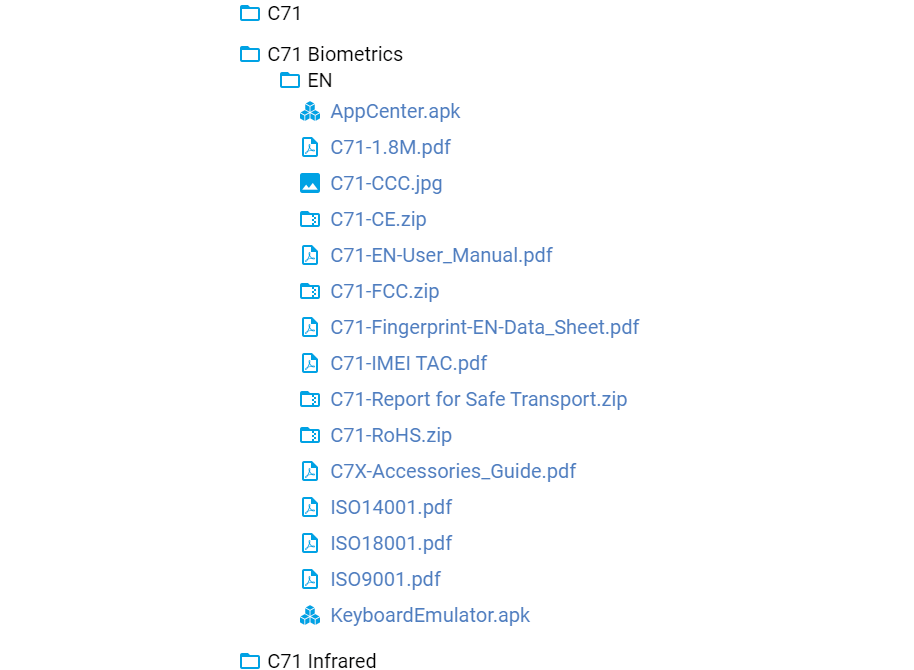 C71
C71 Biometrics
EN
AppCenter.apk
C71-1.8M.pdf
C71-CCC.jpg
C71-CE.zip
C71-EN-User_Manual.pdf
C71-FCC.zip
C71-Fingerprint-EN-Data_Sheet.pdf
C71-IMEI TAC.pdf
C71-Report for Safe Transport.zip
C71-RoHS.zip
C7X-Accessories_Guide.pdf
ISO14001.pdf
ISO18001.pdf
ISO9001.pdf
KeyboardEmulator.apk
C71 Infrared